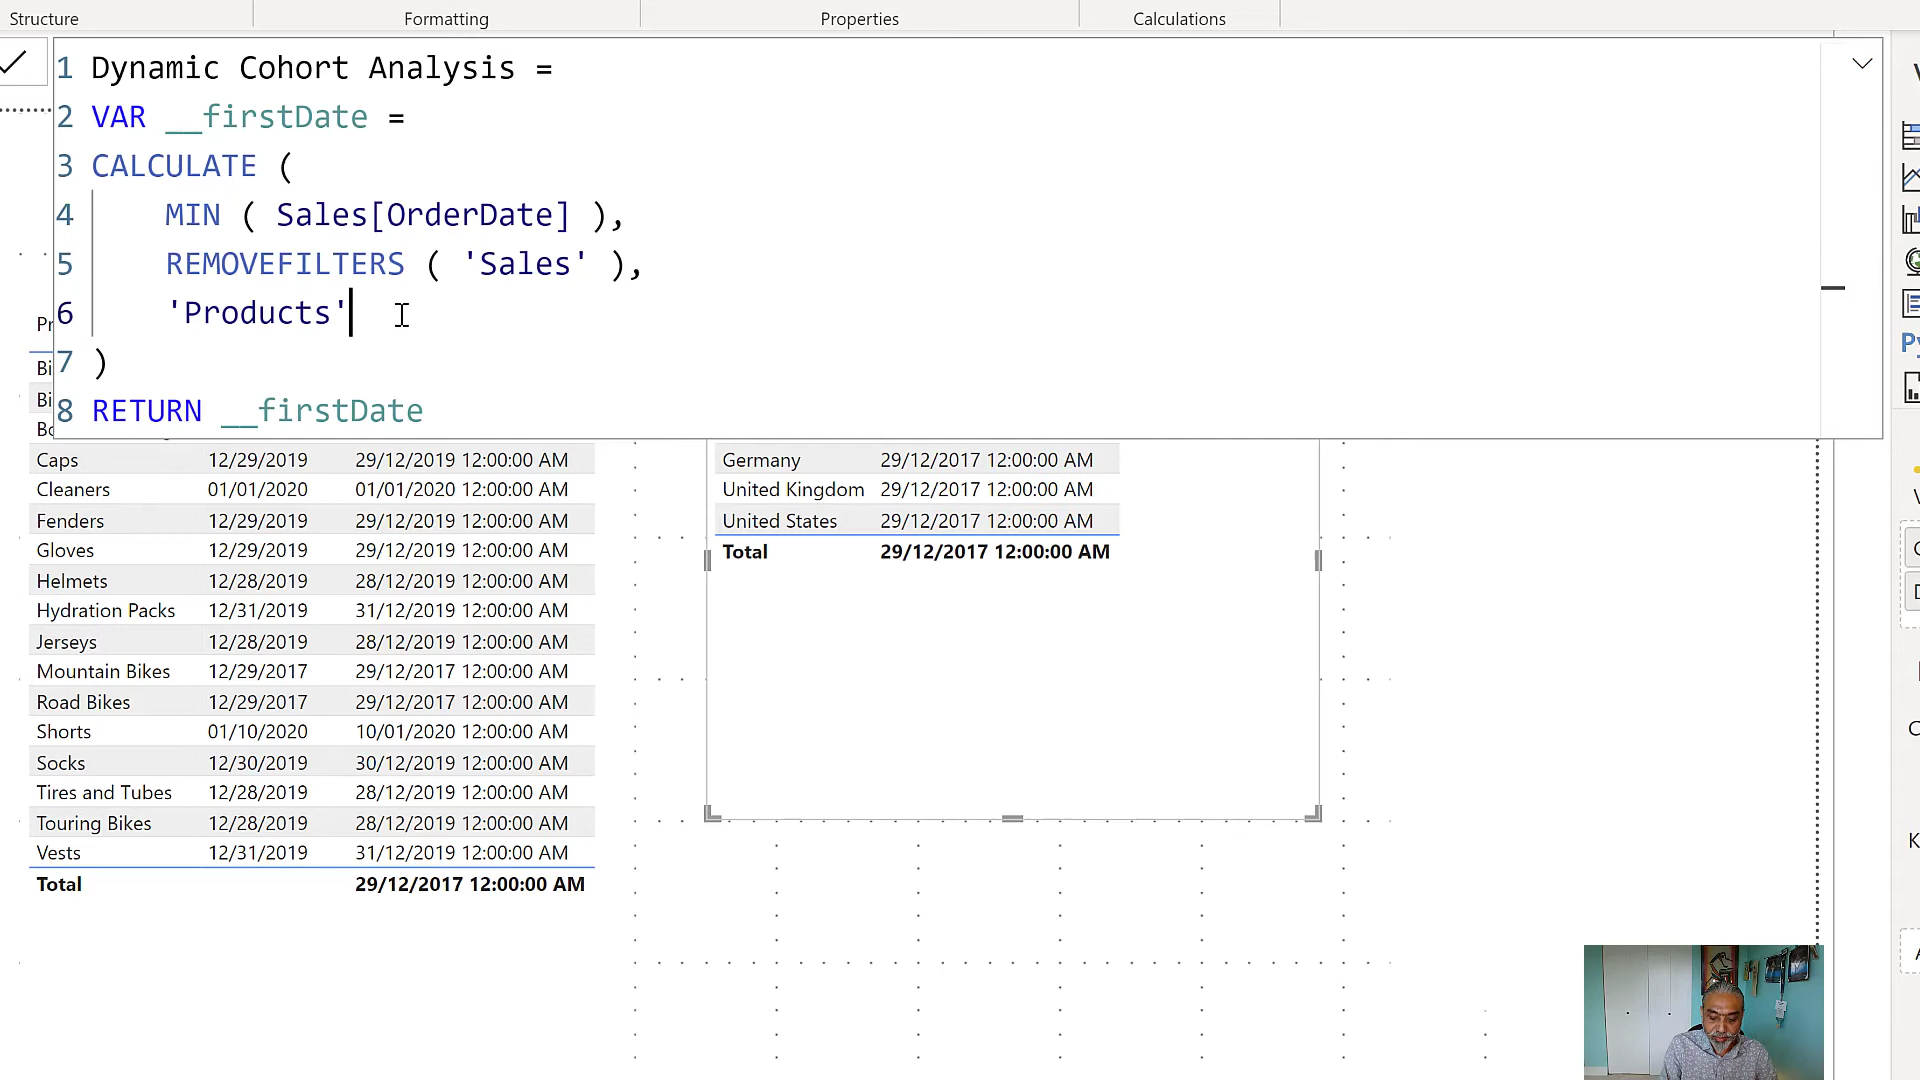 Structure Formatting Properties Calculations
1 Dynamic Cohort Analysis =
2 VAR __firstDate =
3 CALCULATE (
4 MIN ( Sales[OrderDate] ),
5 REMOVEFILTERS ( 'Sales' ),
6 'Products'
7 )
8 RETURN __firstDate
Pr
Bi
Bi
Bo
Caps 12/29/2019 29/12/2019 12:00:00 AM
Cleaners 01/01/2020 01/01/2020 12:00:00 AM
Fenders 12/29/2019 29/12/2019 12:00:00 AM
Gloves 12/29/2019 29/12/2019 12:00:00 AM
Helmets 12/28/2019 28/12/2019 12:00:00 AM
Hydration Packs 12/31/2019 31/12/2019 12:00:00 AM
Jerseys 12/28/2019 28/12/2019 12:00:00 AM
Mountain Bikes 12/29/2017 29/12/2017 12:00:00 AM
Road Bikes 12/29/2017 29/12/2017 12:00:00 AM
Shorts 01/10/2020 10/01/2020 12:00:00 AM
Socks 12/30/2019 30/12/2019 12:00:00 AM
Tires and Tubes 12/28/2019 28/12/2019 12:00:00 AM
Touring Bikes 12/28/2019 28/12/2019 12:00:00 AM
Vests 12/31/2019 31/12/2019 12:00:00 AM
Total 29/12/2017 12:00:00 AM
Germany 29/12/2017 12:00:00 AM
United Kingdom 29/12/2017 12:00:00 AM
United States 29/12/2017 12:00:00 AM
Total 29/12/2017 12:00:00 AM
Py